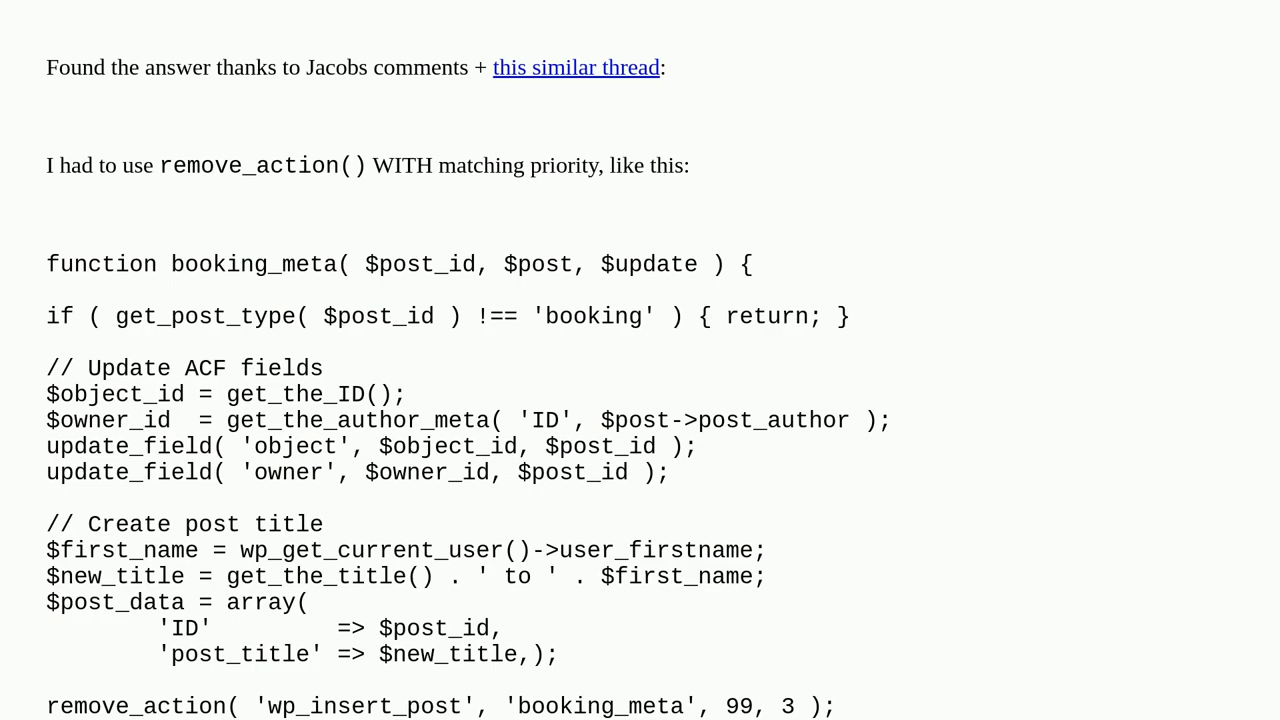 Found the answer thanks to Jacobs comments + this similar thread:
I had to use remove_action() WITH matching priority, like this:
function booking_meta( $post_id, $post, $update ) {
if ( get_post_type( $post_id ) !== 'booking' ) { return; }
// Update ACF fields
$object_id = get_the_ID();
$owner_id  = get_the_author_meta( 'ID', $post->post_author );
update_field( 'object', $object_id, $post_id );
update_field( 'owner', $owner_id, $post_id );
// Create post title
$first_name = wp_get_current_user()->user_firstname;
$new_title = get_the_title() . ' to ' . $first_name;
$post_data = array(
        'ID'         => $post_id,
        'post_title' => $new_title,);
remove_action( 'wp_insert_post', 'booking_meta', 99, 3 );